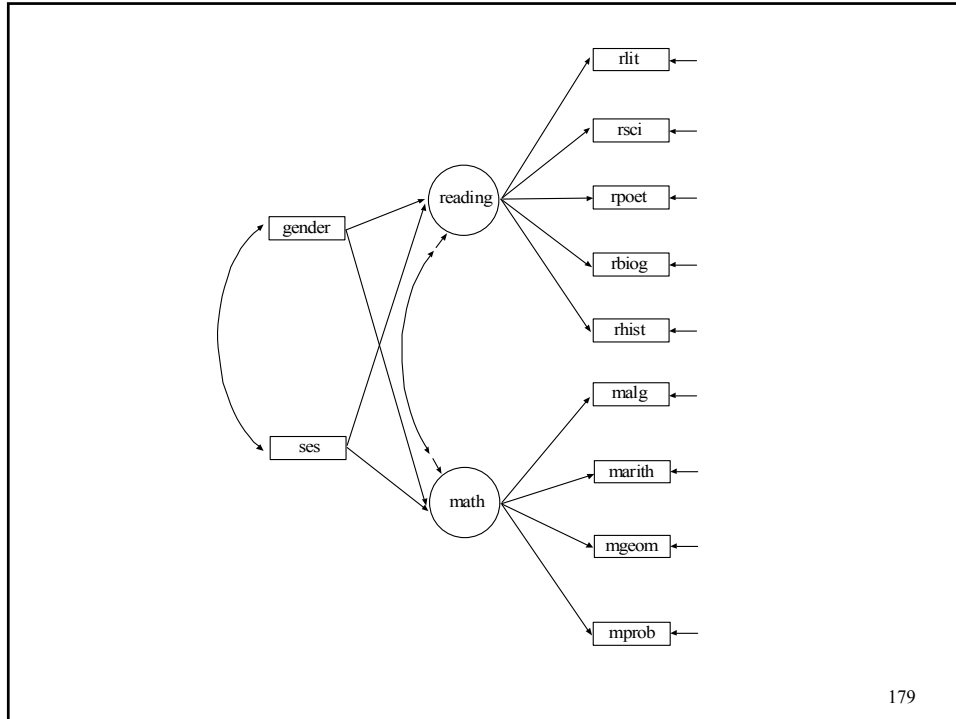 gender
ses
reading
math
rlit
rsci
rpoet
rbiog
rhist
malg
marith
mgeom
mprob
179